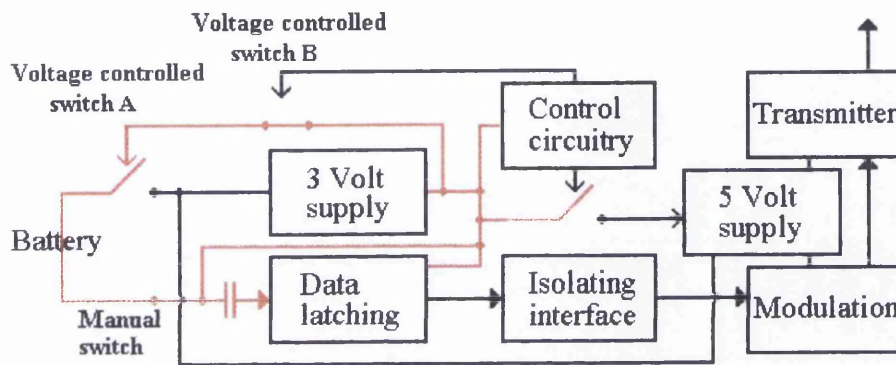 Voltage controlled
switch B
Voltage controlled
switch A
Control
circuitry
Transmitter
3 Volt
supply
5 Volt
supply
Battery
Data
latching
Isolating
interface
Modulation
Manual
switch